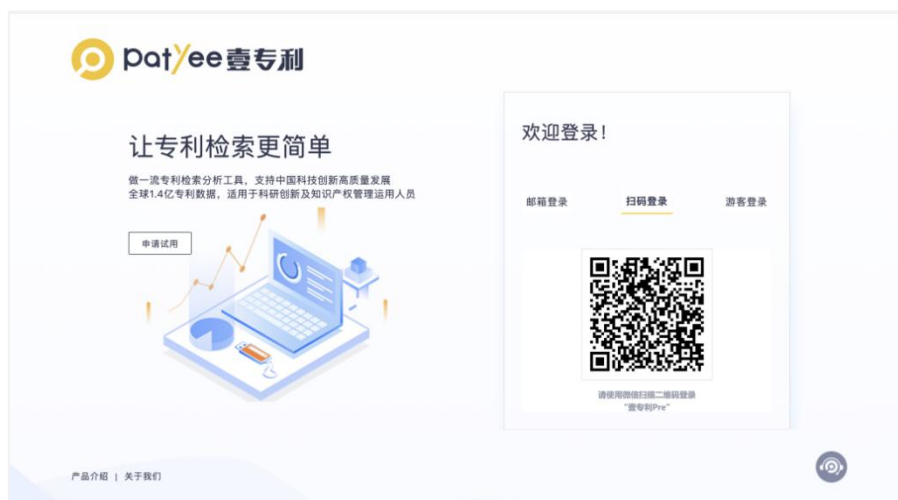 patyee壹专利
让专利检索更简单
做一流专利检索分析工具，支持中国科技创新高质量发展
全球1.4亿专利数据，适用于科研创新及知识产权管理运用人员
申请试用
欢迎登录！
邮箱登录
扫码登录
游客登录
请使用微信扫描二维码登录
“壹专利Pre”
产品介绍 | 关于我们